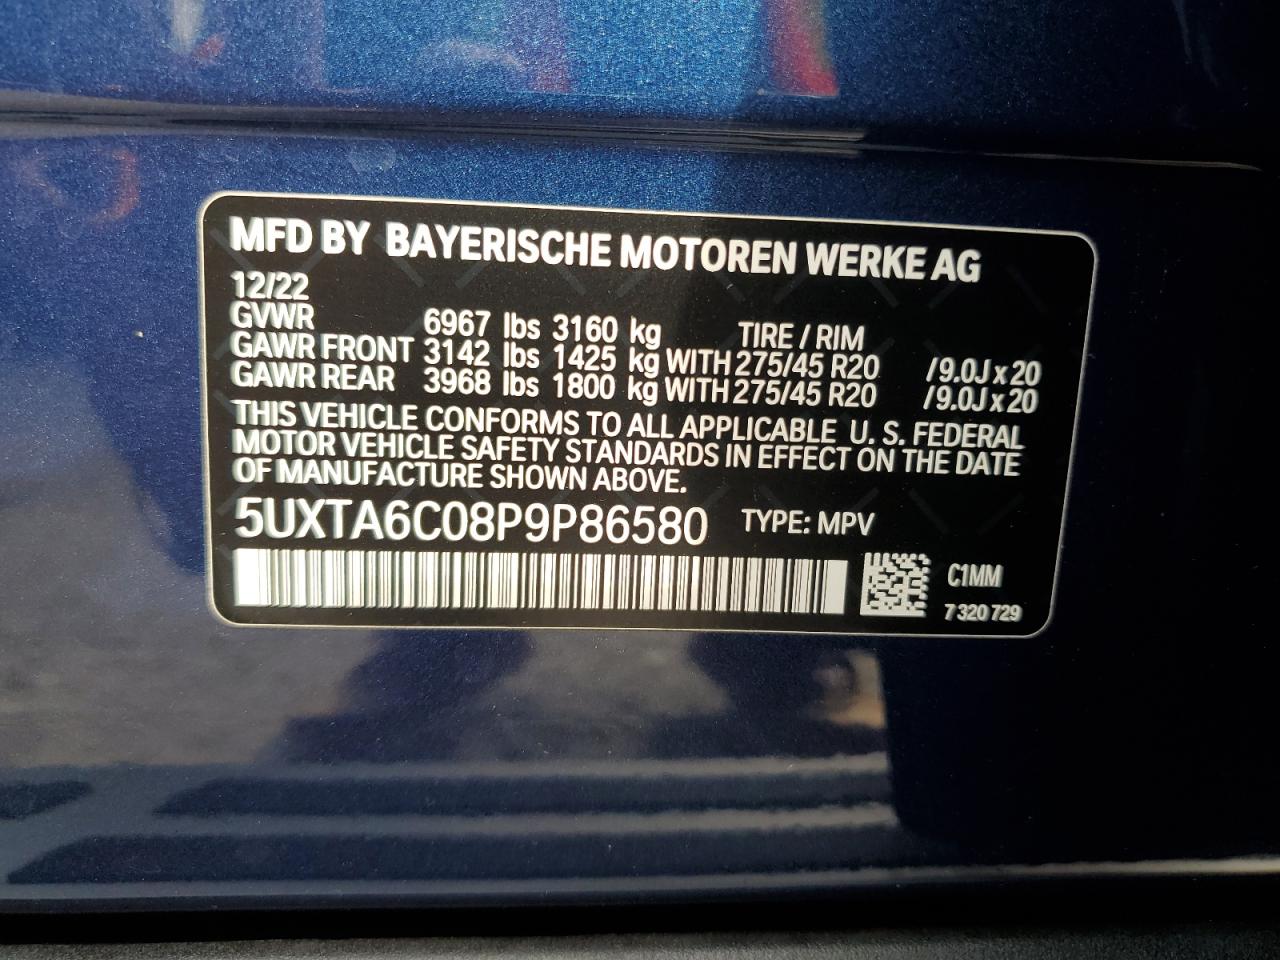 MFD BY BAYERISCHE MOTOREN WERKE AG
12/22
GVWR 6967 lbs 3160 kg TIRE / RIM
GAWR FRONT 3142 lbs 1425 kg WITH 275/45 R20 /9.0J x 20
GAWR REAR 3968 lbs 1800 kg WITH 275/45 R20 /9.0J x 20
THIS VEHICLE CONFORMS TO ALL APPLICABLE U. S. FEDERAL
MOTOR VEHICLE SAFETY STANDARDS IN EFFECT ON THE DATE
OF MANUFACTURE SHOWN ABOVE.
5UXTA6C08P9P86580 TYPE: MPV
C1MM
7 320 729